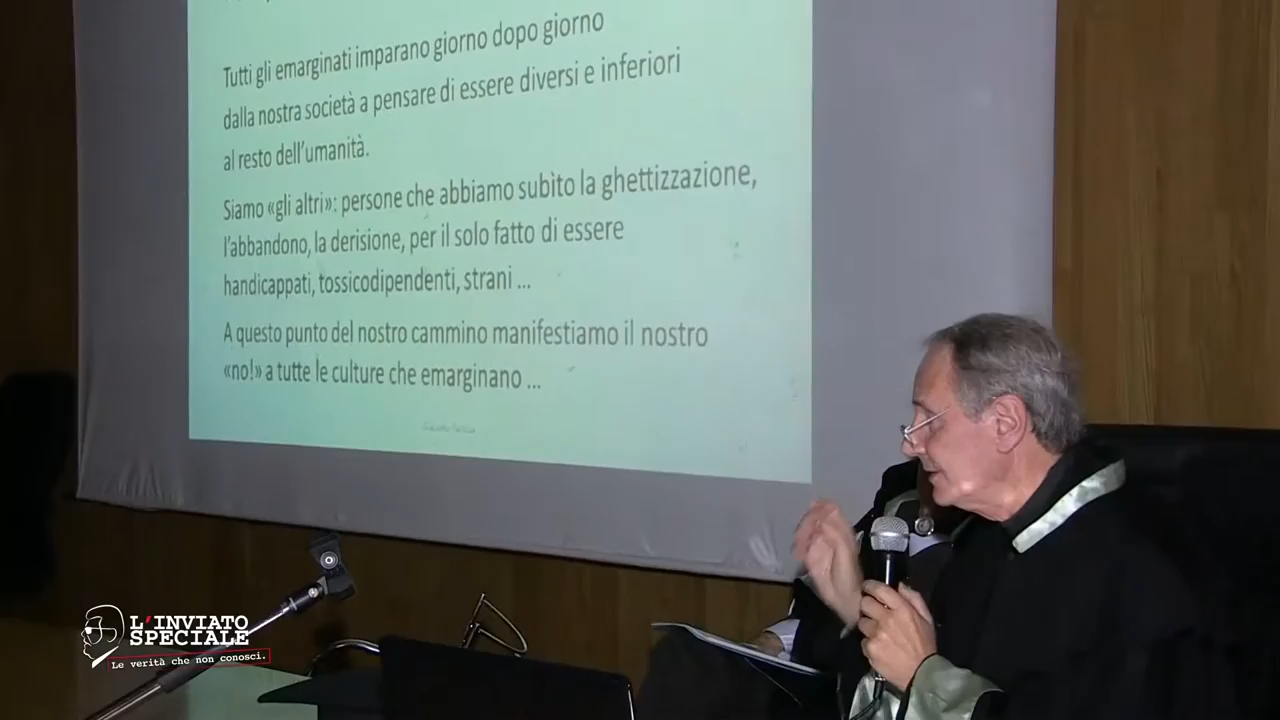 Tutti gli emarginati imparano giorno dopo giorno
dalla nostra società a pensare di essere diversi e inferiori
al resto dell'umanità.
Siamo «gli altri»: persone che abbiamo subìto la ghettizzazione,
l'abbandono, la derisione, per il solo fatto di essere
handicappati, tossicodipendenti, strani ...
A questo punto del nostro cammino manifestiamo il nostro
«no!» a tutte le culture che emarginano ...
L'INVIATO
SPECIALE
Le verità che non conosci.